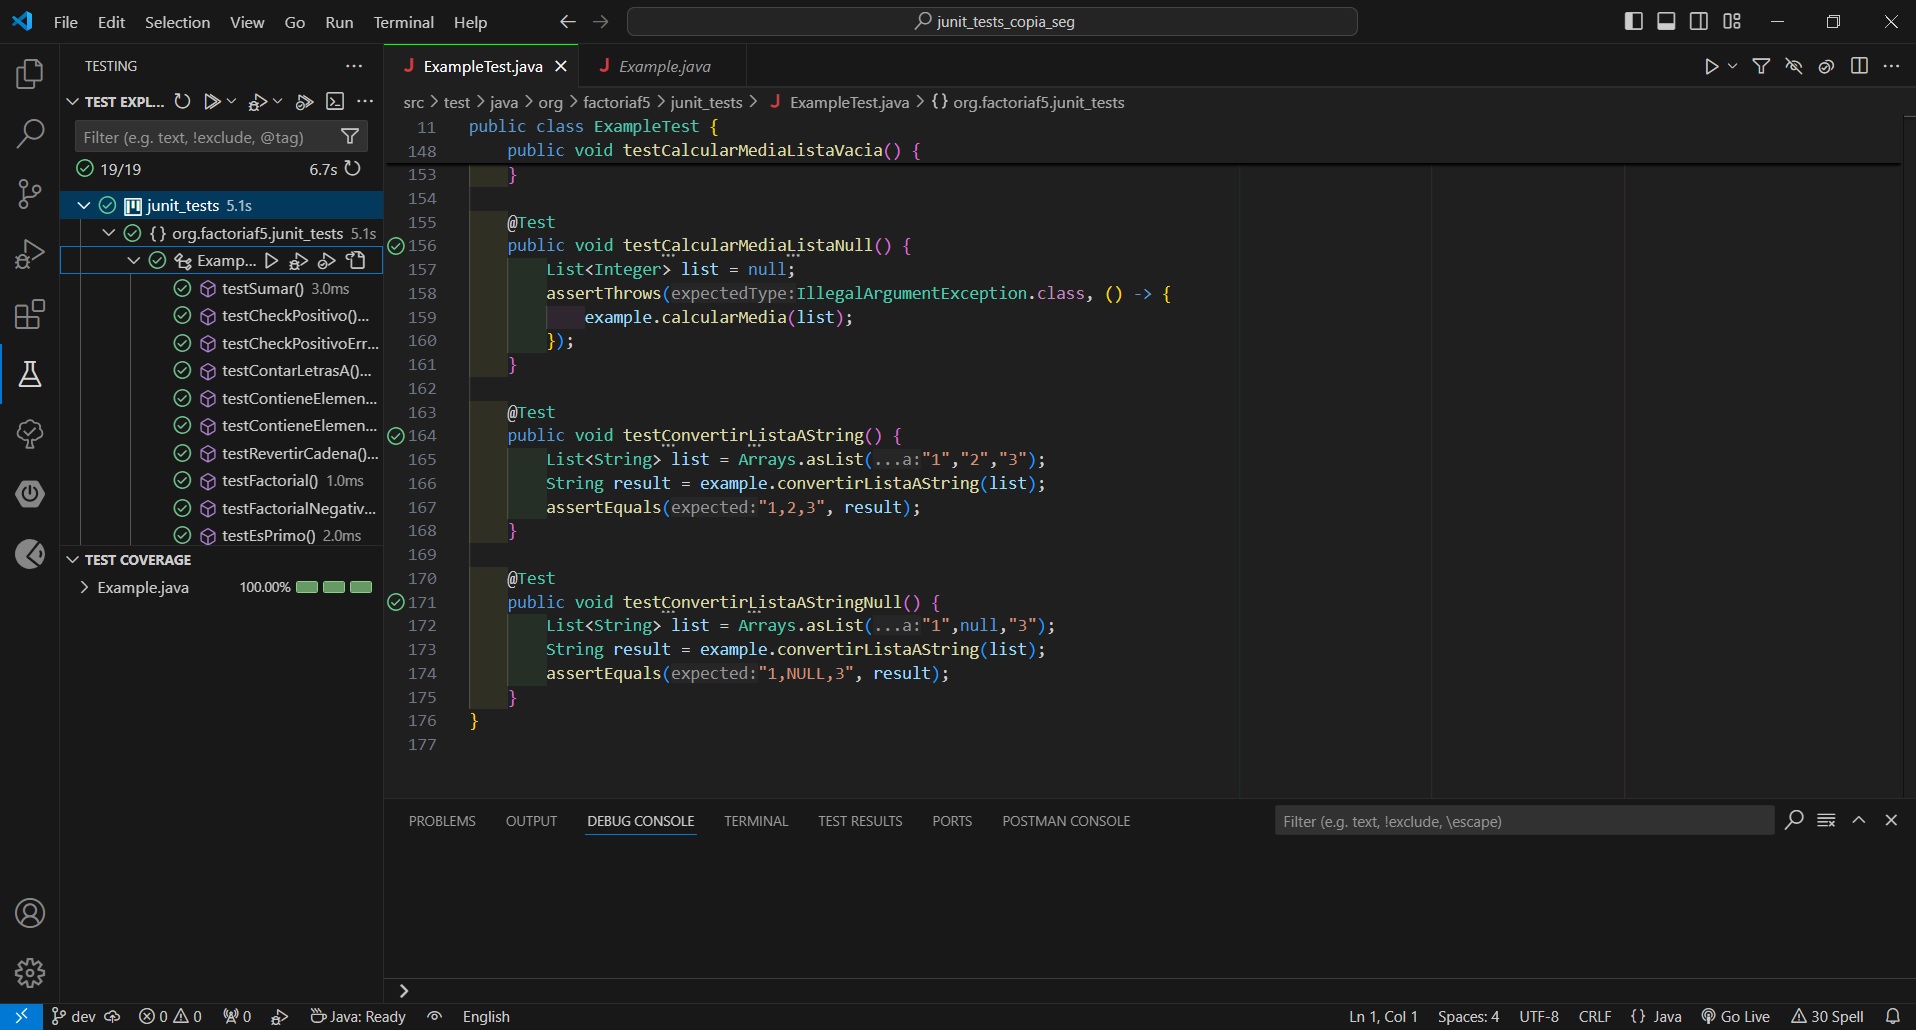 File Edit Selection View Go Run Terminal Help junit_tests_copia_seg
TESTING
TEST EXPL...
Filter (e.g. text, !exclude, @tag)
19/19 6.7s
junit_tests 5.1s
{} org.factoriaf5.junit_tests 5.1s
Examp...
testSumar() 3.0ms
testCheckPositivo()...
testCheckPositivoErr...
testContarLetrasA()...
testContieneElemen...
testContieneElemen...
testRevertirCadena()...
testFactorial() 1.0ms
testFactorialNegativ...
testEsPrimo() 2.0ms
TEST COVERAGE
Example.java 100.00%
J ExampleTest.java J Example.java
src > test > java > org > factoriaf5 > junit_tests > J ExampleTest.java > {} org.factoriaf5.junit_tests
11 public class ExampleTest {
148 public void testCalcularMediaListaVacia() {
153 }
154
155 @Test
156 public void testCalcularMediaListaNull() {
157 List<Integer> list = null;
158 assertThrows(expectedType:IllegalArgumentException.class, () -> {
159 example.calcularMedia(list);
160 });
161 }
162
163 @Test
164 public void testConvertirListaAString() {
165 List<String> list = Arrays.asList(...a:"1","2","3");
166 String result = example.convertirListaAString(list);
167 assertEquals(expected:"1,2,3", result);
168 }
169
170 @Test
171 public void testConvertirListaAStringNull() {
172 List<String> list = Arrays.asList(...a:"1",null,"3");
173 String result = example.convertirListaAString(list);
174 assertEquals(expected:"1,NULL,3", result);
175 }
176 }
177
PROBLEMS OUTPUT DEBUG CONSOLE TERMINAL TEST RESULTS PORTS POSTMAN CONSOLE Filter (e.g. text, !exclude, \escape)
>
dev 0 0 0 Java: Ready English Ln 1, Col 1 Spaces: 4 UTF-8 CRLF {} Java Go Live 30 Spell